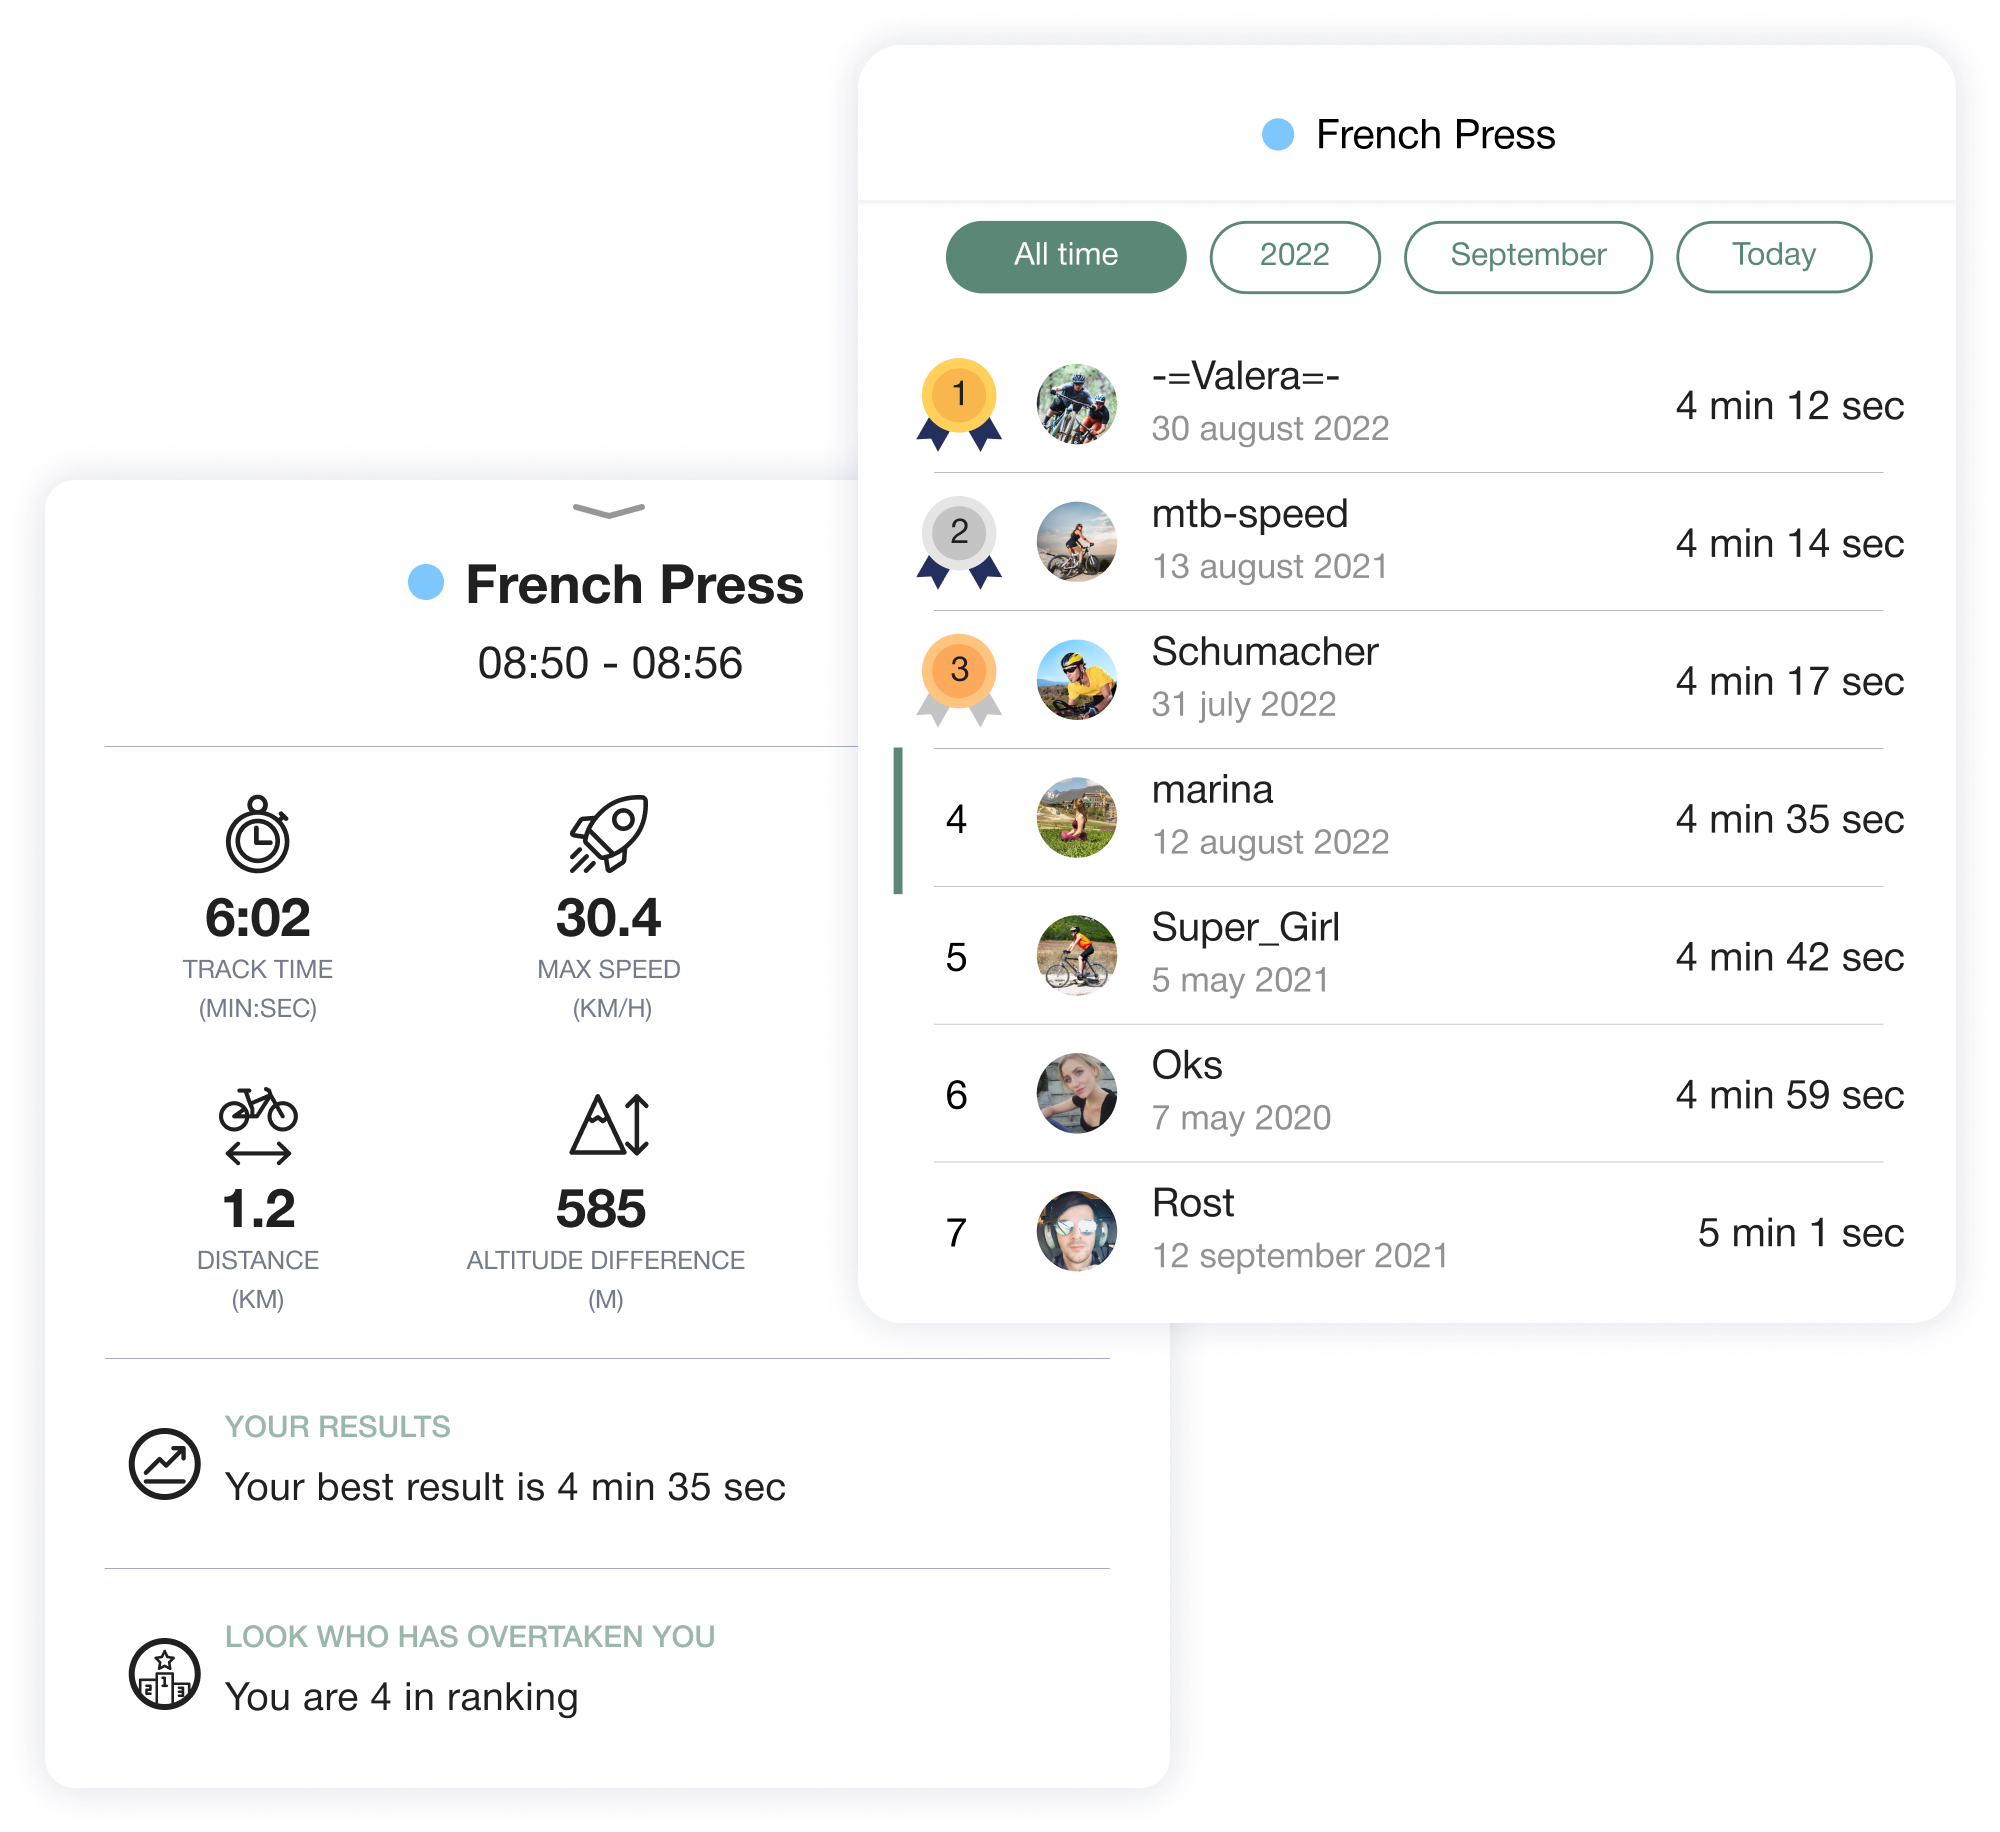 French Press
All time
2022
September
Today
1
-=Valera=-
30 august 2022
4 min 12 sec
2
mtb-speed
13 august 2021
4 min 14 sec
3
Schumacher
31 july 2022
4 min 17 sec
4
marina
12 august 2022
4 min 35 sec
5
Super_Girl
5 may 2021
4 min 42 sec
6
Oks
7 may 2020
4 min 59 sec
7
Rost
12 september 2021
5 min 1 sec
French Press
08:50 - 08:56
6:02
TRACK TIME
(MIN:SEC)
30.4
MAX SPEED
(KM/H)
1.2
DISTANCE
(KM)
585
ALTITUDE DIFFERENCE
(M)
YOUR RESULTS
Your best result is 4 min 35 sec
2 1 3
LOOK WHO HAS OVERTAKEN YOU
You are 4 in ranking